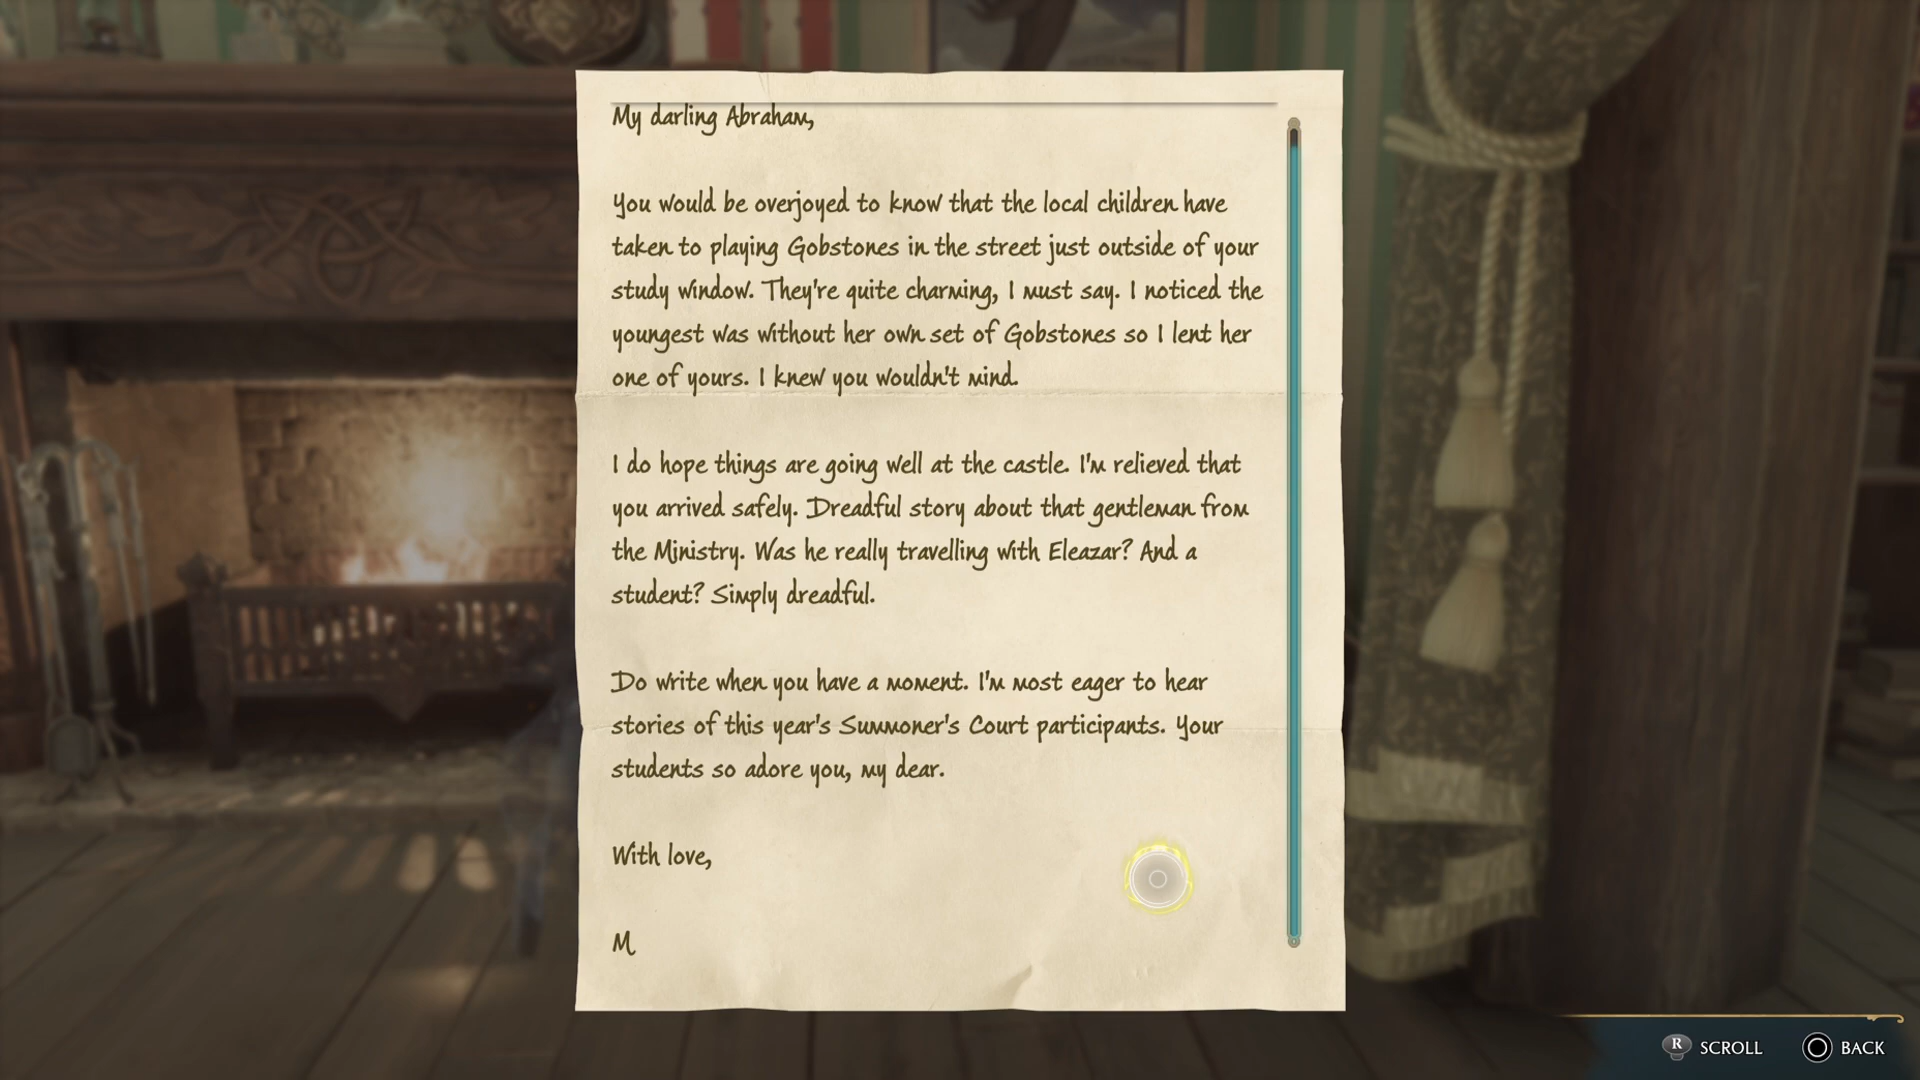 My darling Abraham,
You would be overjoyed to know that the local children have
taken to playing Gobstones in the street just outside of your
study window. They're quite charming, I must say. I noticed the
youngest was without her own set of Gobstones so I lent her
one of yours. I knew you wouldn't mind.
I do hope things are going well at the castle. I'm relieved that
you arrived safely. Dreadful story about that gentleman from
the Ministry. Was he really travelling with Eleazar? And a
student? Simply dreadful.
Do write when you have a moment. I'm most eager to hear
stories of this year's Summoner's Court participants. Your
students so adore you, my dear.
With love,
M
R SCROLL
BACK